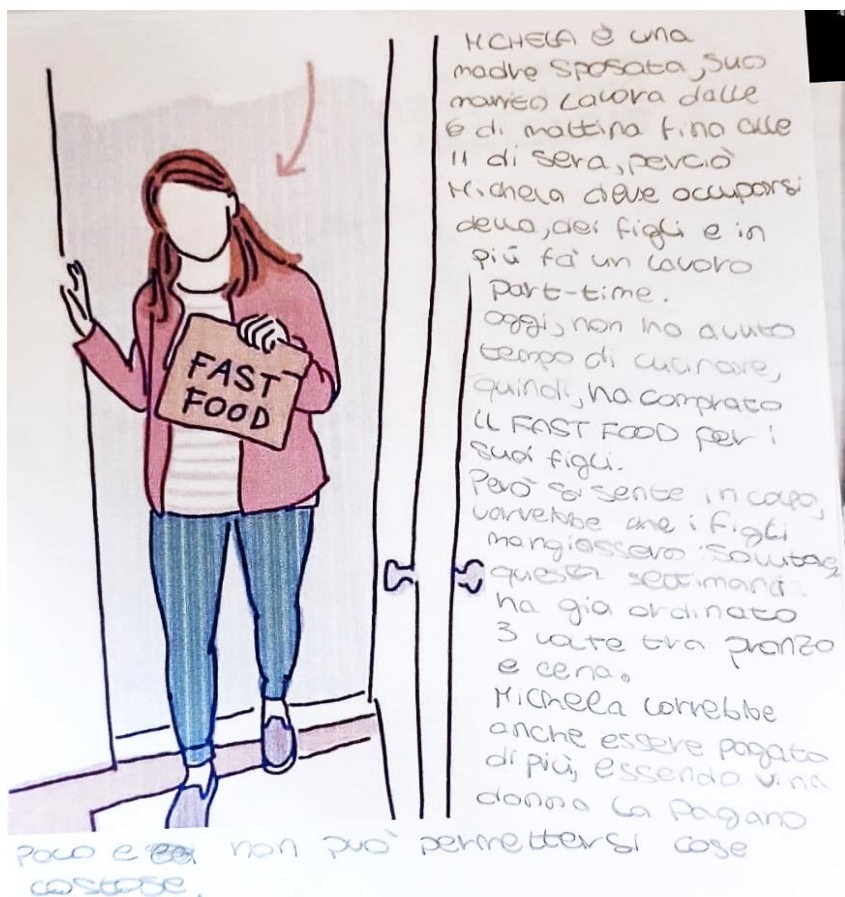 FAST
FOOD
MICHELA è una
madre sposata, suo
marito lavora dalle
6 di mattina fino alle
11 di sera, perciò
Michela deve occuparsi
della, dei figli e in
più fa un lavoro
part-time.
oggi, non ha avuto
tempo di cucinare,
quindi, ha comprato
il FAST FOOD per i
suoi figli.
Però si sente in colpa,
vorrebbe che i figli
mangiassero
questa settimana
ha gia ordinato
3 volte tra pranzo
e cena.
Michela vorrebbe
anche essere pagata
di più, essendo una
donna la pagano
poco e non può permettersi cose
costose.